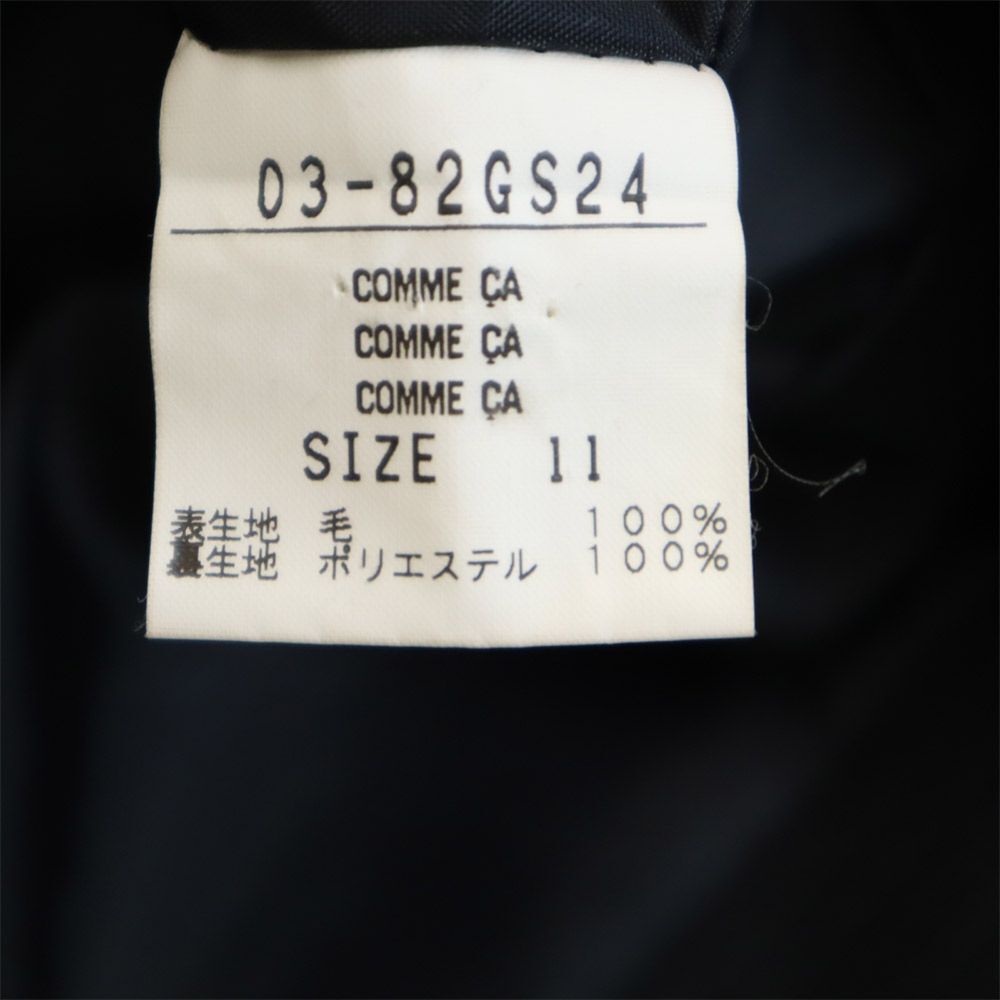 03-82GS24
COMME ÇA
COMME ÇA
COMME ÇA
SIZE 11
表生地 毛 100%
裏生地 ポリエステル 100%